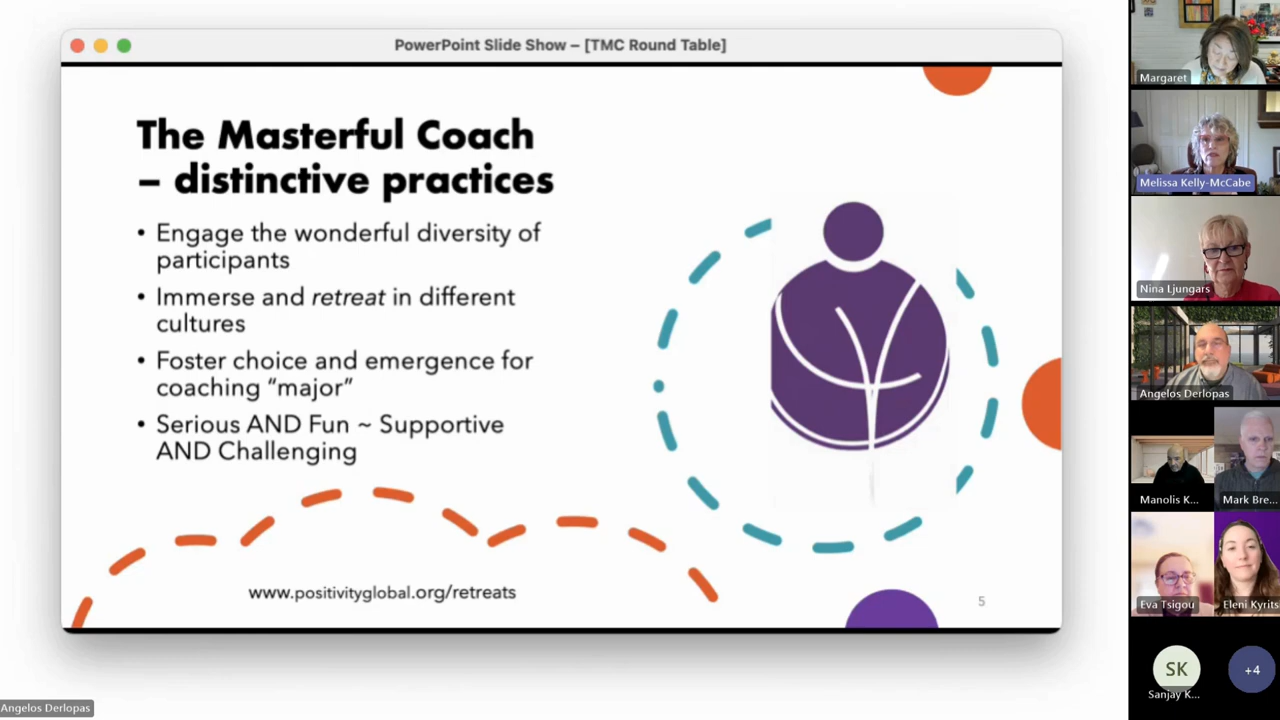 PowerPoint Slide Show – [TMC Round Table]
The Masterful Coach
– distinctive practices
• Engage the wonderful diversity of
participants
• Immerse and retreat in different
cultures
• Foster choice and emergence for
coaching “major”
• Serious AND Fun ~ Supportive
AND Challenging
www.positivityglobal.org/retreats
5
Margaret
Melissa Kelly-McCabe
Nina Ljungars
Angelos Derlopas
Manolis K...
Mark Bre...
Eva Tsigou
Eleni Kyrits
SK
Sanjay K...
+4
Angelos Derlopas